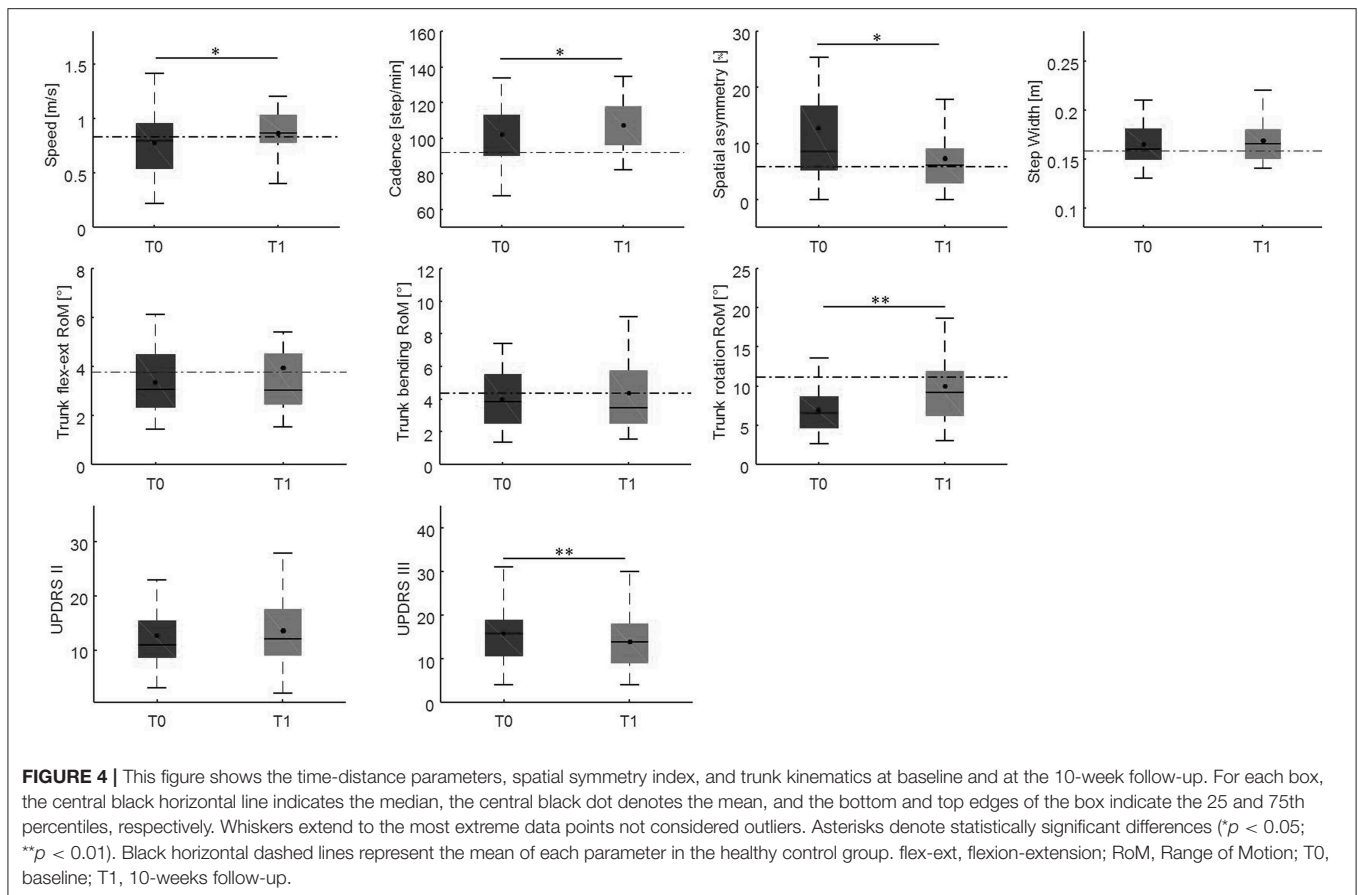 *
Speed [m/s]
1.5
1
0.5
0
T0 T1
*
Cadence [step/min]
160
140
120
100
80
60
T0 T1
*
Spatial asymmetry [%]
30
20
10
0
T0 T1
Step Width [m]
0.25
0.2
0.15
0.1
T0 T1
Trunk flex-ext RoM [°]
8
6
4
2
0
T0 T1
Trunk bending RoM [°]
12
10
8
6
4
2
0
T0 T1
**
Trunk rotation RoM [°]
25
20
15
10
5
0
T0 T1
UPDRS II
30
20
10
T0 T1
**
UPDRS III
40
30
20
10
0
T0 T1
FIGURE 4 | This figure shows the time-distance parameters, spatial symmetry index, and trunk kinematics at baseline and at the 10-week follow-up. For each box,
the central black horizontal line indicates the median, the central black dot denotes the mean, and the bottom and top edges of the box indicate the 25 and 75th
percentiles, respectively. Whiskers extend to the most extreme data points not considered outliers. Asterisks denote statistically significant differences (*p < 0.05;
**p < 0.01). Black horizontal dashed lines represent the mean of each parameter in the healthy control group. flex-ext, flexion-extension; RoM, Range of Motion; T0,
baseline; T1, 10-weeks follow-up.